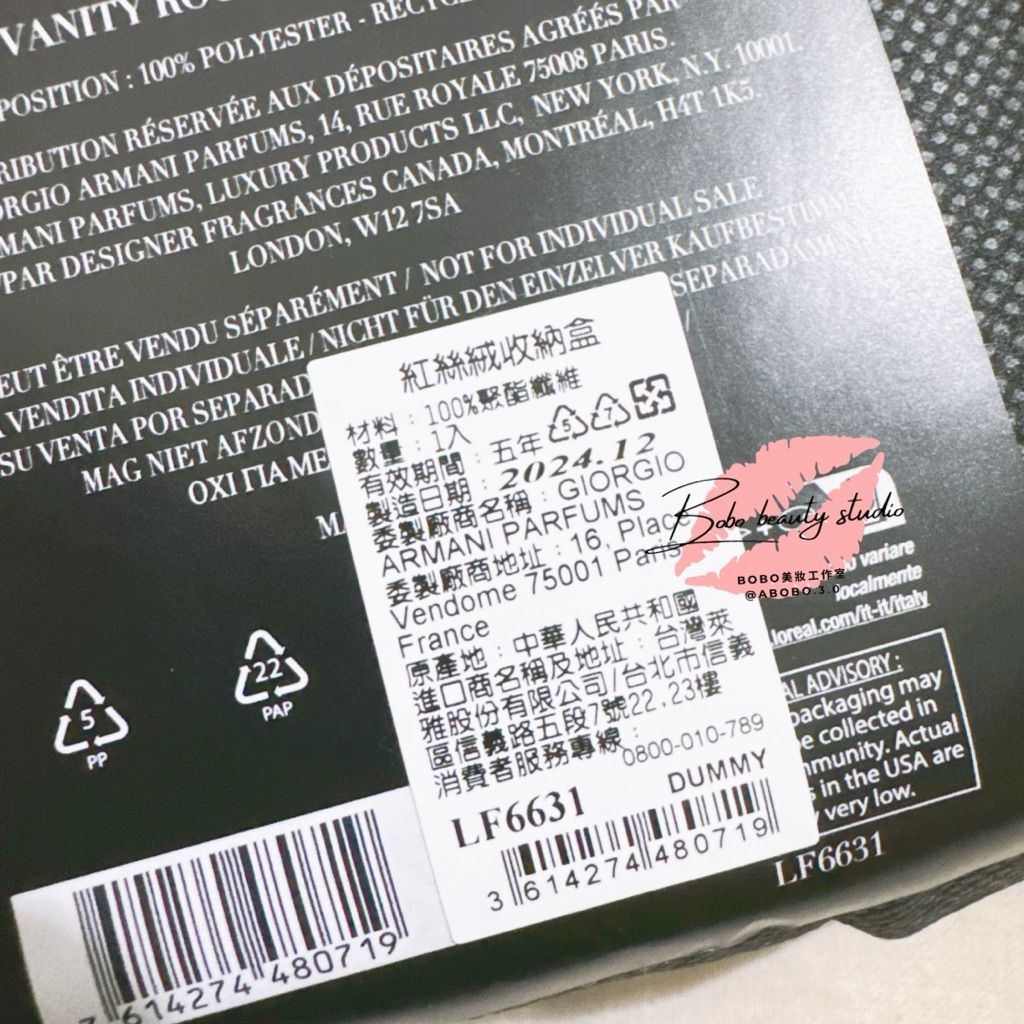 VANITY
POSITION : 100% POLYESTER -
RIBUTION RÉSERVÉE AUX DÉPOSITAIRES AGRÉÉS PAR
ORGIO ARMANI PARFUMS, 14, RUE ROYALE 75008 PARIS.
MANI PARFUMS, LUXURY PRODUCTS LLC, NEW YORK, N.Y. 10001.
/PAR DESIGNER FRAGRANCES CANADA, MONTRÉAL, H4T 1K5.
LONDON, W12 7SA
EUT ÊTRE VENDU SÉPARÉMENT / NOT FOR INDIVIDUAL SALE
VENDITA INDIVIDUALE / NICHT FÜR DEN EINZELVERKAUF BESTIMM
SU VENTA POR SEPARAD
SEPARADAM
MAG NIET AFZOND
OXI ΓIA ME
紅絲絨收納盒
材料：100%聚酯纖維
數量：1入
有效期間：五年
5 7
製造日期：2024.12
委製廠商名稱：GIORGIO
ARMANI PARFUMS
委製廠商地址：16, Plac
Vendome 75001 Paris
France
原產地：中華人民共和國
進口商名稱及地址：台灣萊
雅股份有限公司/台北市信義
區信義路五段7號22.23樓
消費者服務專線：
0800-010-789
DUMMY
LF6631
3 614274 480719
Bobo beauty studio
BOBO美妝工作室
@ABOBO.3.0
variare
localmente
.loreal.com/it-it/italy
AL ADVISORY :
packaging may
e collected in
mmunity. Actual
s in the USA are
very low.
LF6631
5
PP
22
PAP
614274 480719